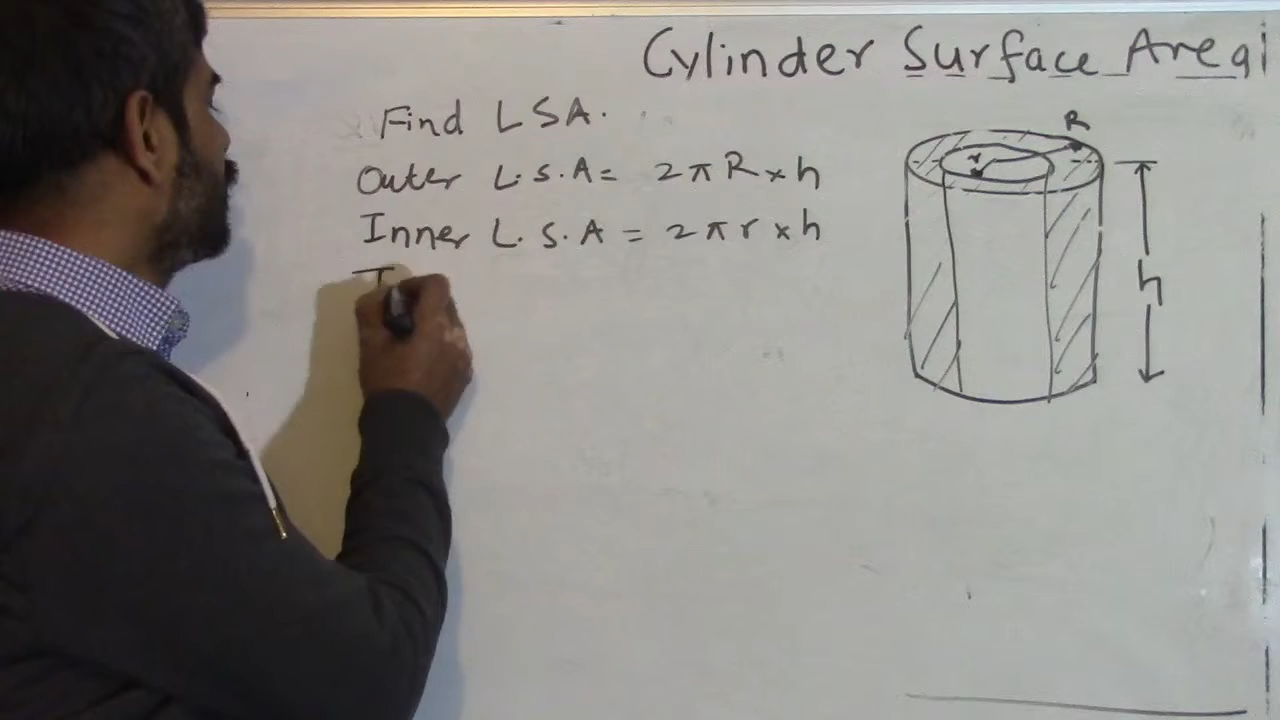 Cylinder Surface Area
Find LSA.
Outer L.S.A = 2πR×h
Inner L.S.A = 2πr×h
T
R
r
h